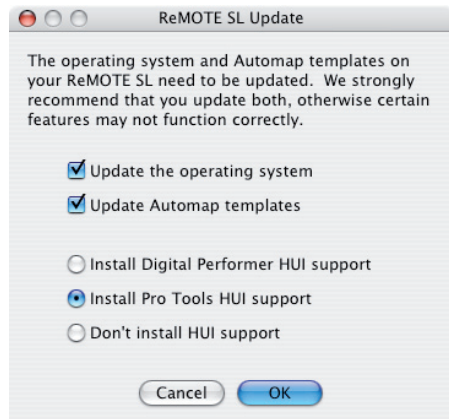 ReMOTE SL Update
The operating system and Automap templates on
your ReMOTE SL need to be updated.  We strongly
recommend that you update both, otherwise certain
features may not function correctly.
Update the operating system
Update Automap templates
Install Digital Performer HUI support
Install Pro Tools HUI support
Don't install HUI support
Cancel OK